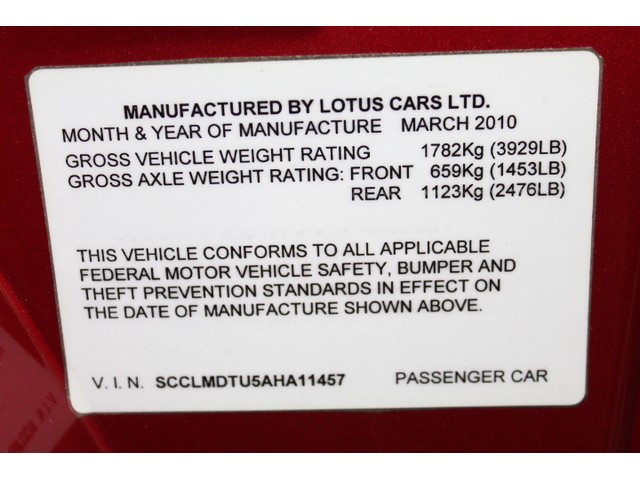 MANUFACTURED BY LOTUS CARS LTD.
MONTH & YEAR OF MANUFACTURE MARCH 2010
GROSS VEHICLE WEIGHT RATING 1782Kg (3929LB)
GROSS AXLE WEIGHT RATING: FRONT 659Kg (1453LB)
REAR 1123Kg (2476LB)
THIS VEHICLE CONFORMS TO ALL APPLICABLE
FEDERAL MOTOR VEHICLE SAFETY, BUMPER AND
THEFT PREVENTION STANDARDS IN EFFECT ON
THE DATE OF MANUFACTURE SHOWN ABOVE.
V. I. N. SCCLMDTU5AHA11457 PASSENGER CAR